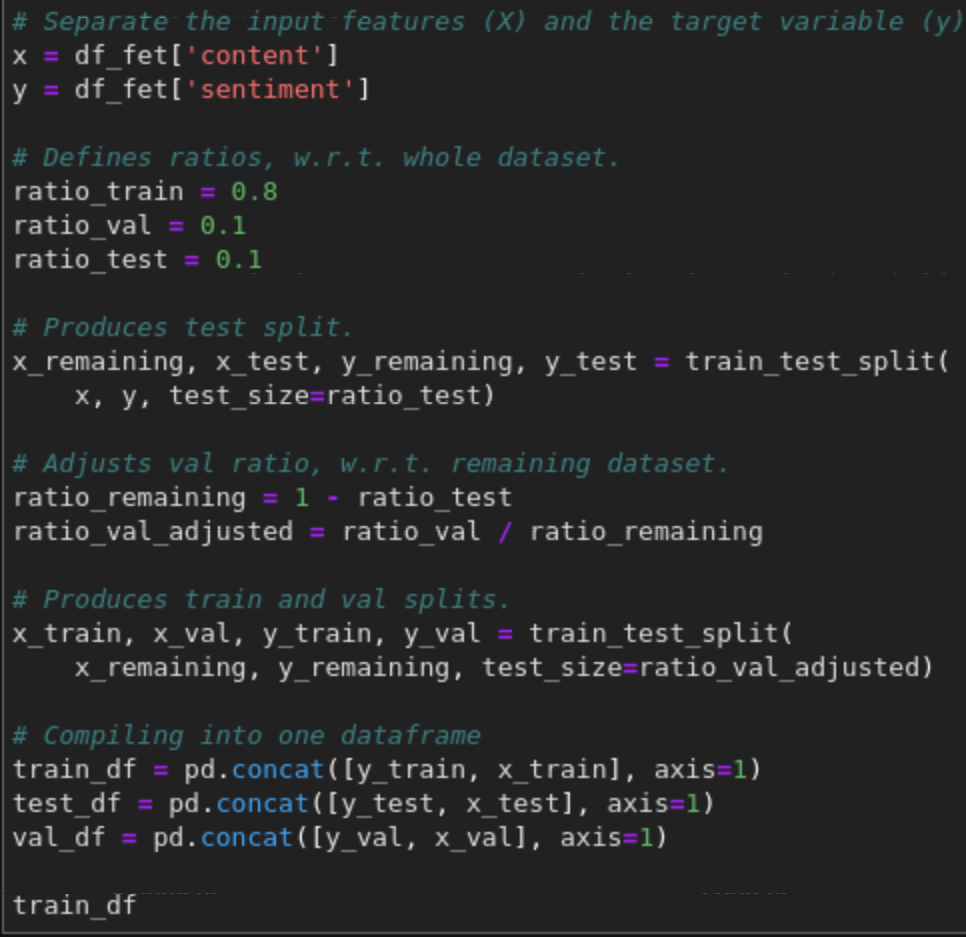 # Separate the input features (X) and the target variable (y)
x = df_fet['content']
y = df_fet['sentiment']
# Defines ratios, w.r.t. whole dataset.
ratio_train = 0.8
ratio_val = 0.1
ratio_test = 0.1
# Produces test split.
x_remaining, x_test, y_remaining, y_test = train_test_split(
    x, y, test_size=ratio_test)
# Adjusts val ratio, w.r.t. remaining dataset.
ratio_remaining = 1 - ratio_test
ratio_val_adjusted = ratio_val / ratio_remaining
# Produces train and val splits.
x_train, x_val, y_train, y_val = train_test_split(
    x_remaining, y_remaining, test_size=ratio_val_adjusted)
# Compiling into one dataframe
train_df = pd.concat([y_train, x_train], axis=1)
test_df = pd.concat([y_test, x_test], axis=1)
val_df = pd.concat([y_val, x_val], axis=1)
train_df